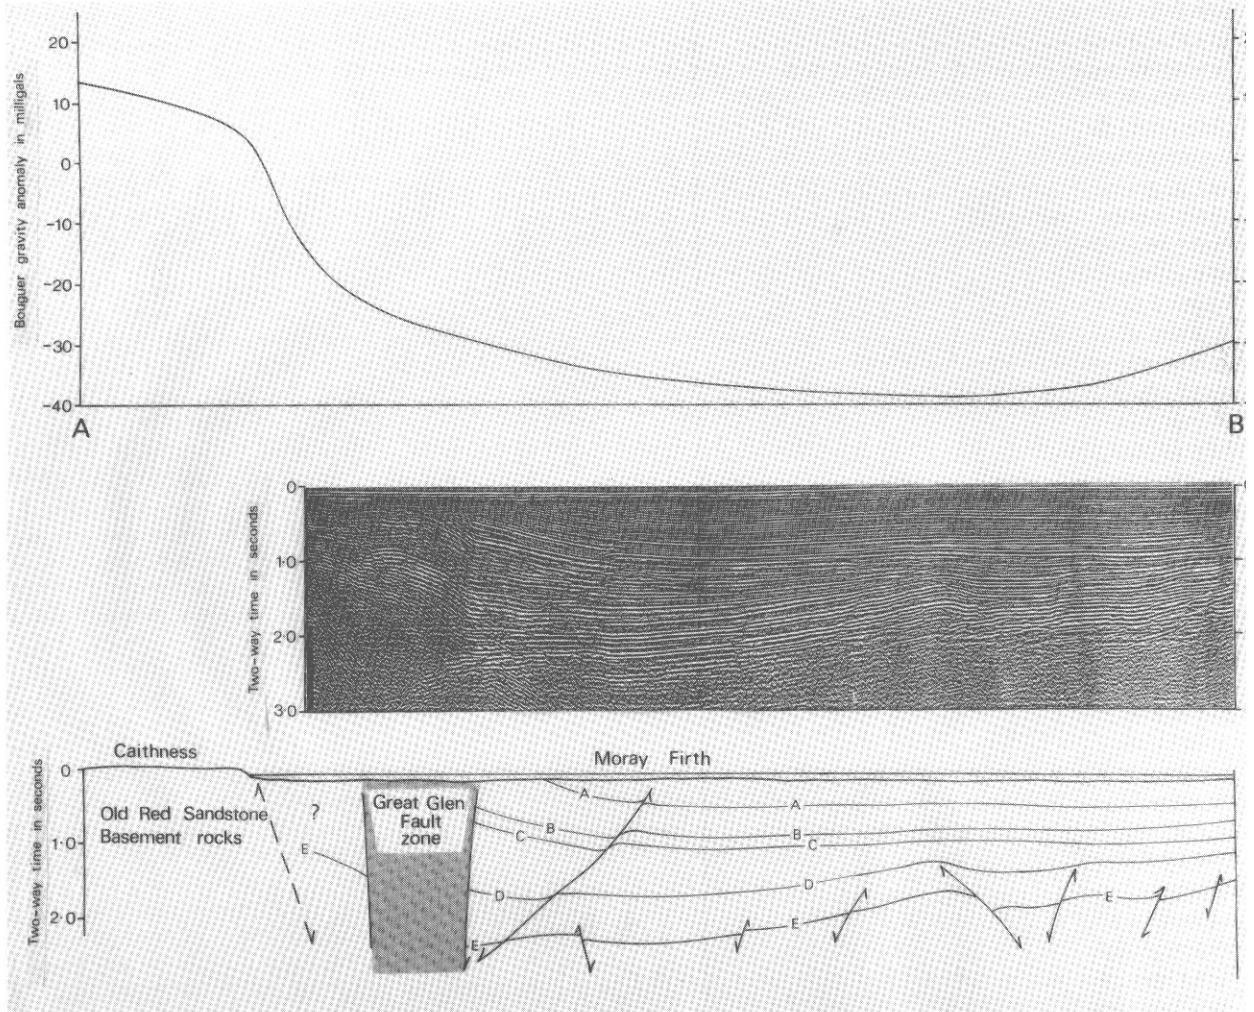 Bouguer gravity anomaly in milligals
20
10
0
-10
-20
-30
-40
A
B
Two-way time in seconds
0
1·0
2·0
3·0
Two-way time in seconds
0
1·0
2·0
Caithness
Moray Firth
Old Red Sandstone
Basement rocks
?
Great Glen
Fault
zone
E
A
A
B
B
C
C
D
D
E
E
E